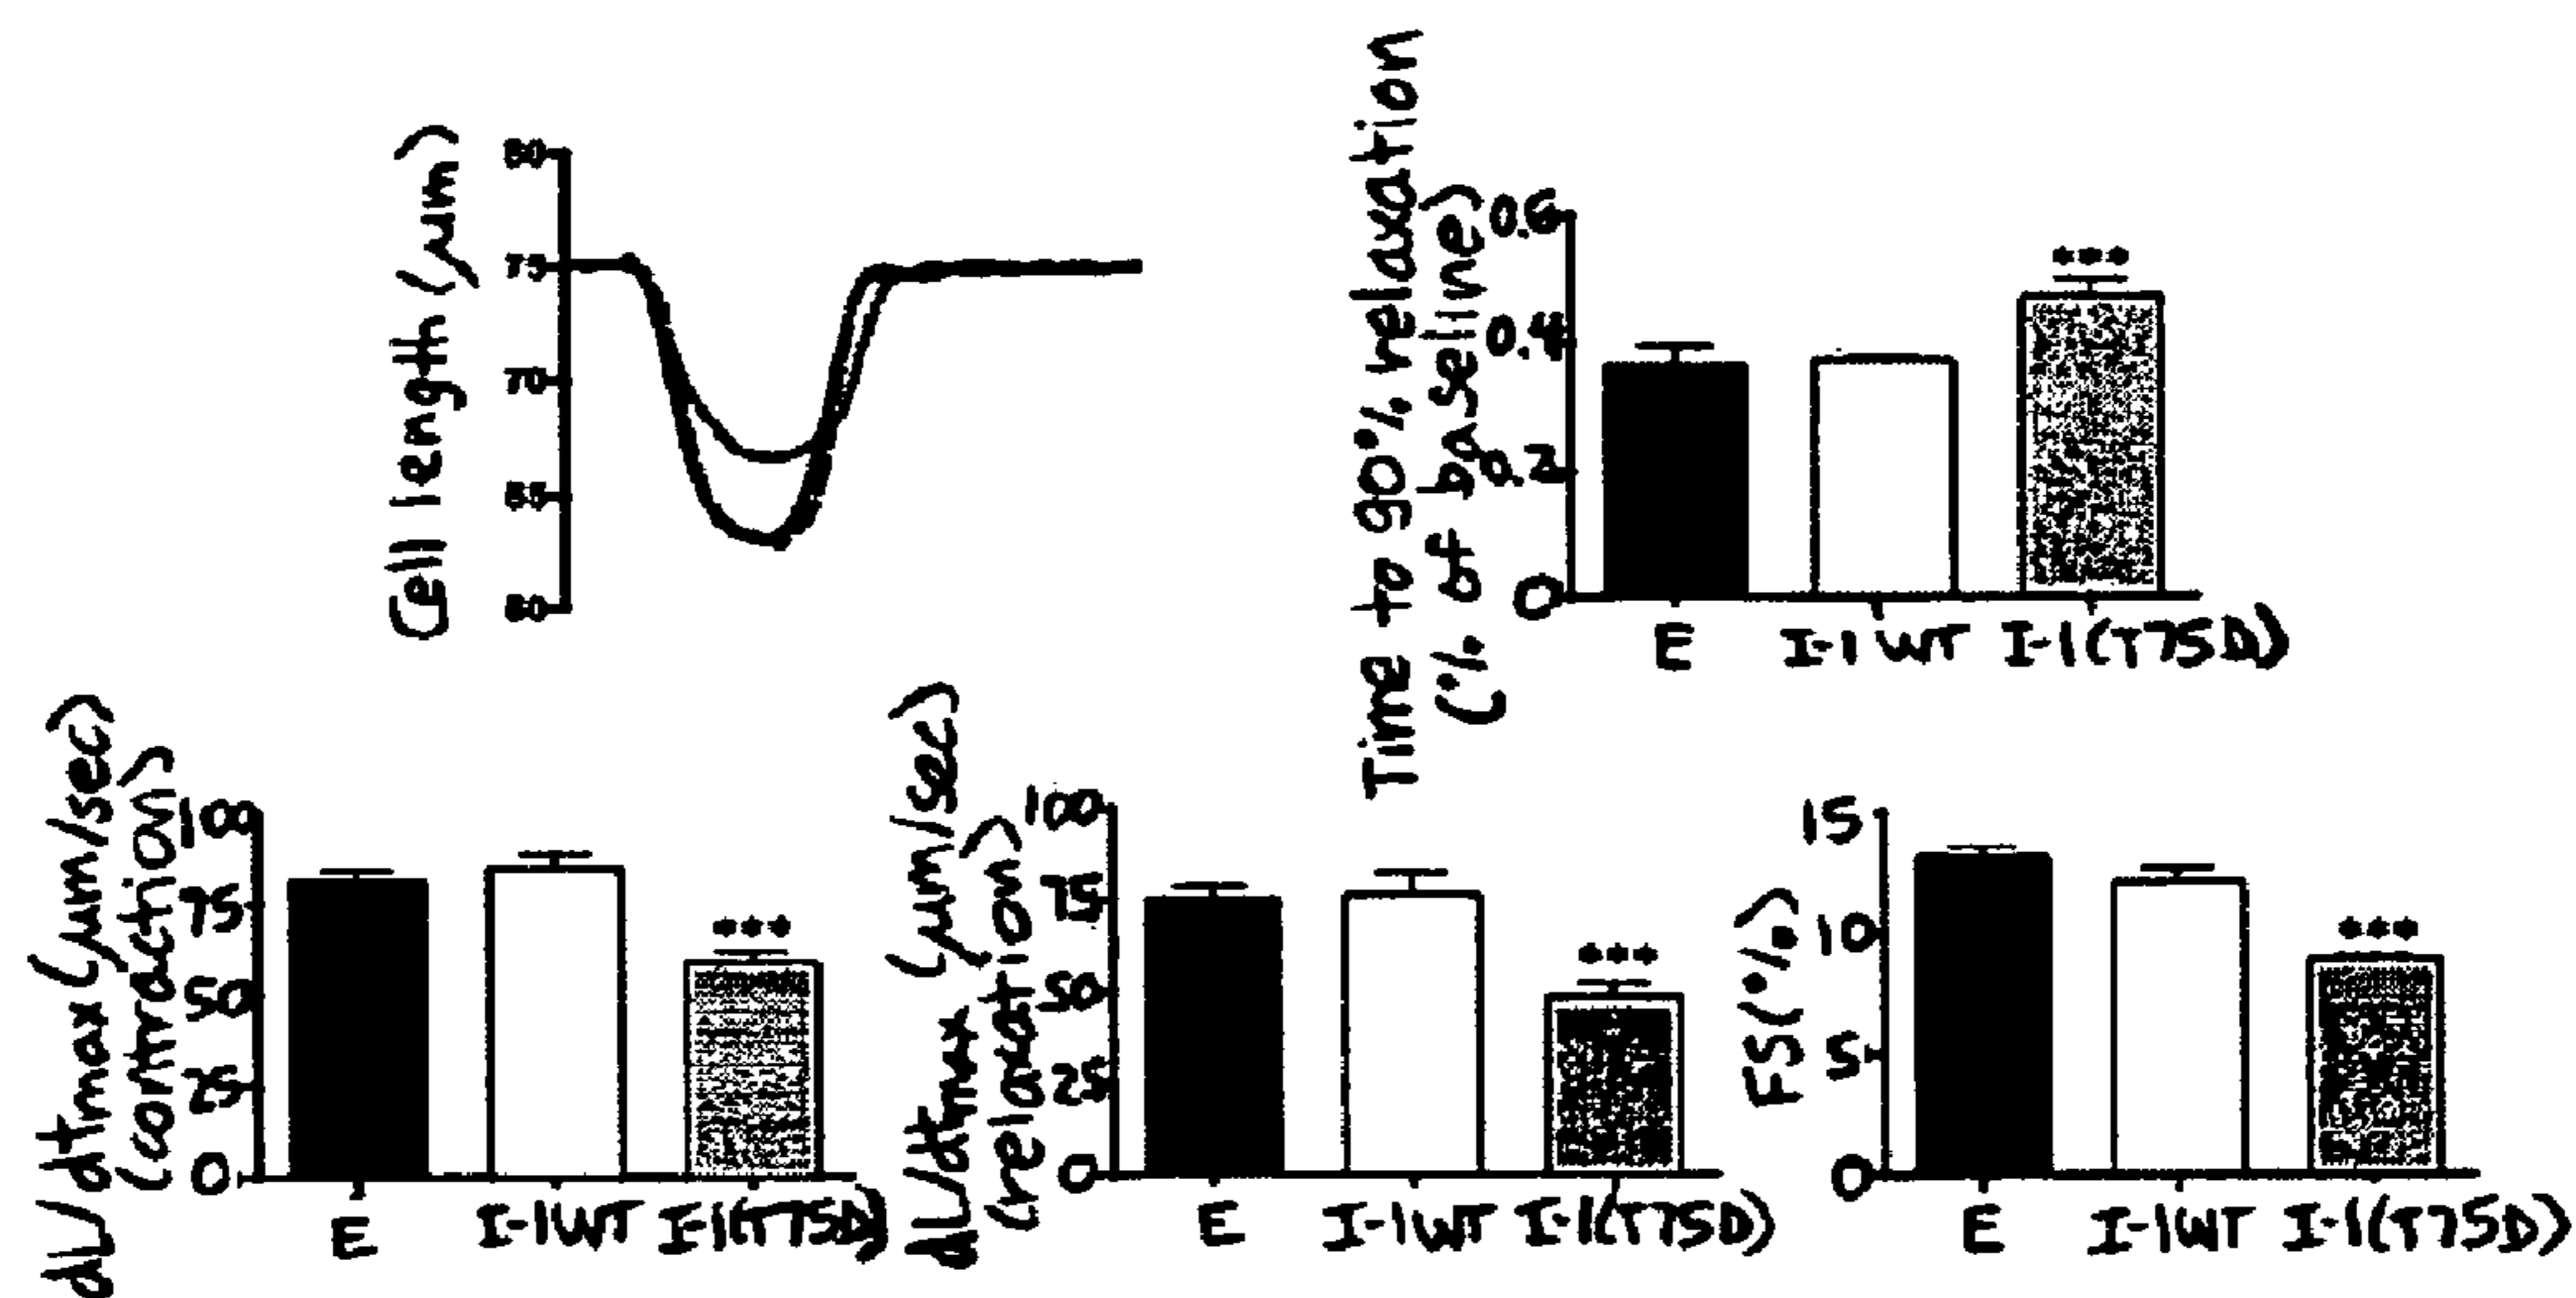 Cell length (μm)
80
75
70
65
60
Time to 90% relaxation
(% of baseline)
0.6
0.4
0.2
0
***
E I-1 WT I-1(T75D)
dL/dtmax (μm/sec)
(contraction)
100
75
50
25
0
***
E I-1WT I-1(T75D)
dL/dtmax (μm/sec)
(relaxation)
100
75
50
25
0
***
E I-1WT I-1(T75D)
FS(%)
15
10
5
0
***
E I-1WT I-1(T75D)